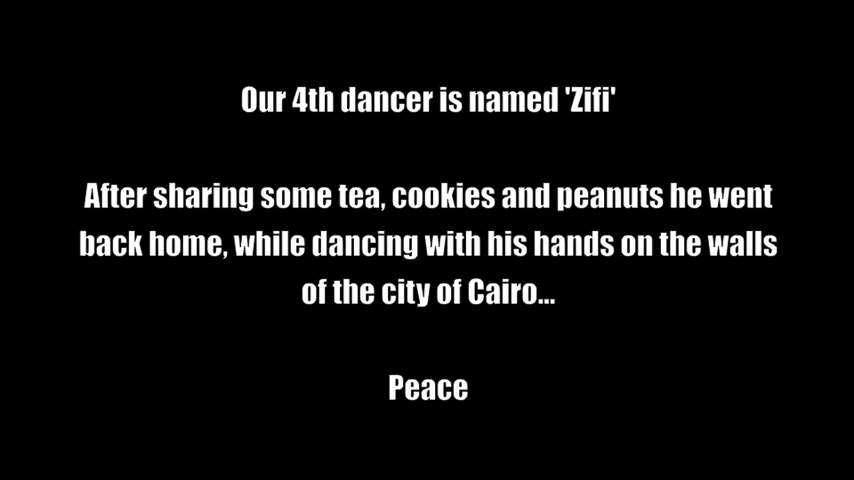 Our 4th dancer is named 'Zifi'
After sharing some tea, cookies and peanuts he went
back home, while dancing with his hands on the walls
of the city of Cairo...
Peace